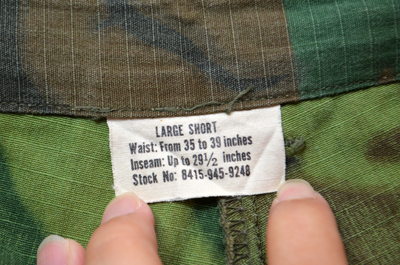 LARGE SHORT
Waist: From 35 to 39 inches
Inseam: Up to 29½ inches
Stock No: 8415-945-9248